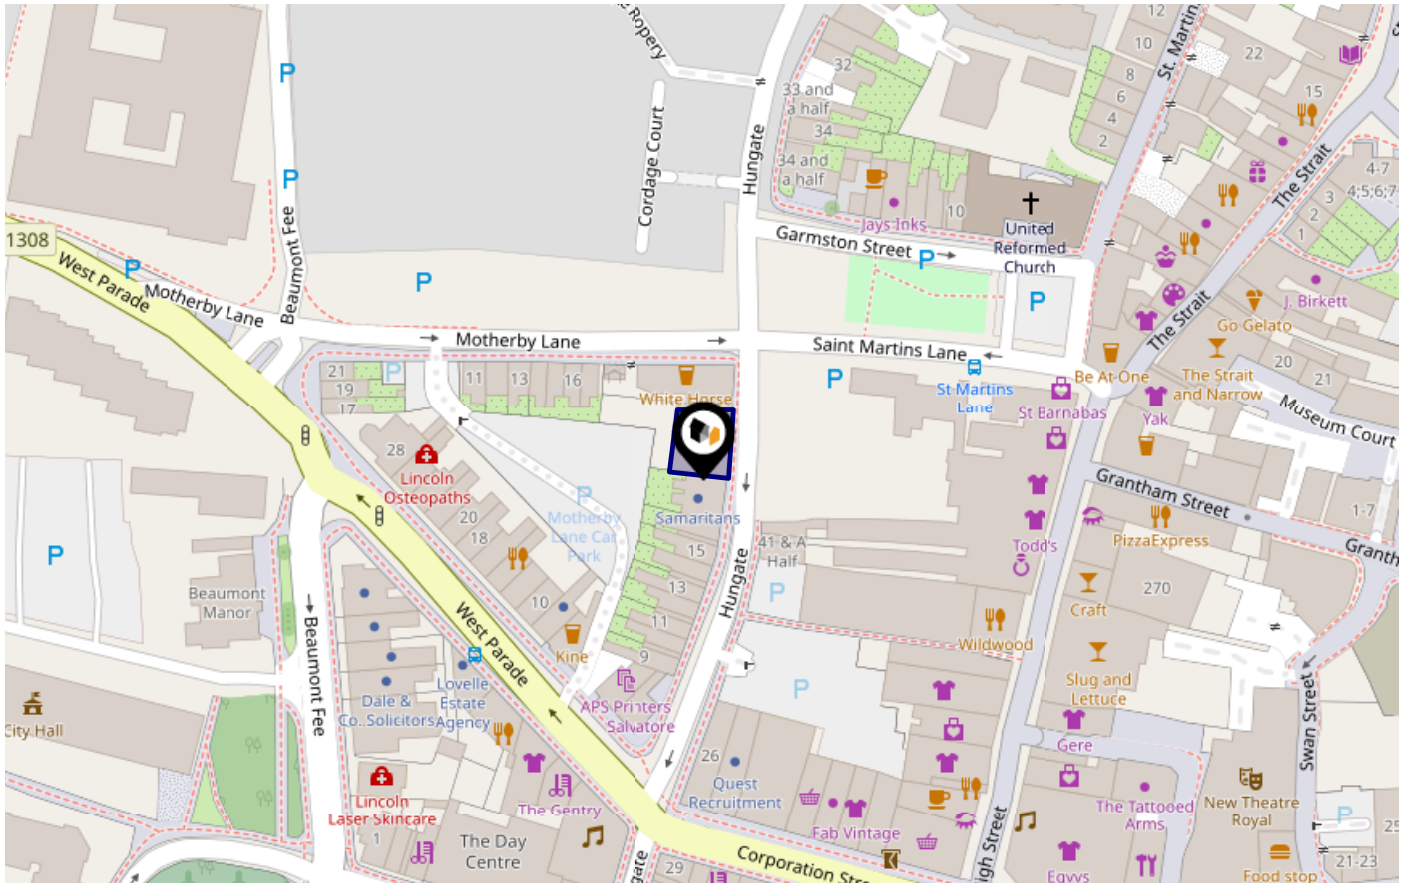 Ropery
St. Martin
12
10
22
32
8
33 and
a half
6
15
34
4
2
Cordage Court
Hungate
34 and
a half
The Strait
4-7
4;5;6;7
3
2
1
Jays Inks
10
United
Reformed
Church
Garmston Street
1308
West Parade
Beaumont Fee
Motherby Lane
J. Birkett
Go Gelato
The Strait
Motherby Lane
Saint Martins Lane
21
19
17
11
13
16
White Horse
St Martins
Lane
Be At One
The Strait
and Narrow
20
21
St Barnabas
Yak
Museum Court
28
Lincoln
Osteopaths
20
18
Motherby
Lane Car
Park
Samaritans
15
41 & A
Half
Todd's
Grantham Street
PizzaExpress
1-7
Granth
Beaumont
Manor
10
13
11
9
Hungate
Craft
270
Wildwood
Kine
West Parade
Beaumont Fee
Dale &
Co. Solicitors
Lovelle
Estate
Agency
APS Printers
Salvatore
Slug and
Lettuce
Gere
Swan Street
City Hall
26
Quest
Recruitment
Lincoln
Laser Skincare
1
The Gentry
The Day
Centre
Fab Vintage
The Tattooed
Arms
New Theatre
Royal
25
21-23
Corporation Stre
29
gate
igh Street
Egvvs
Food stop